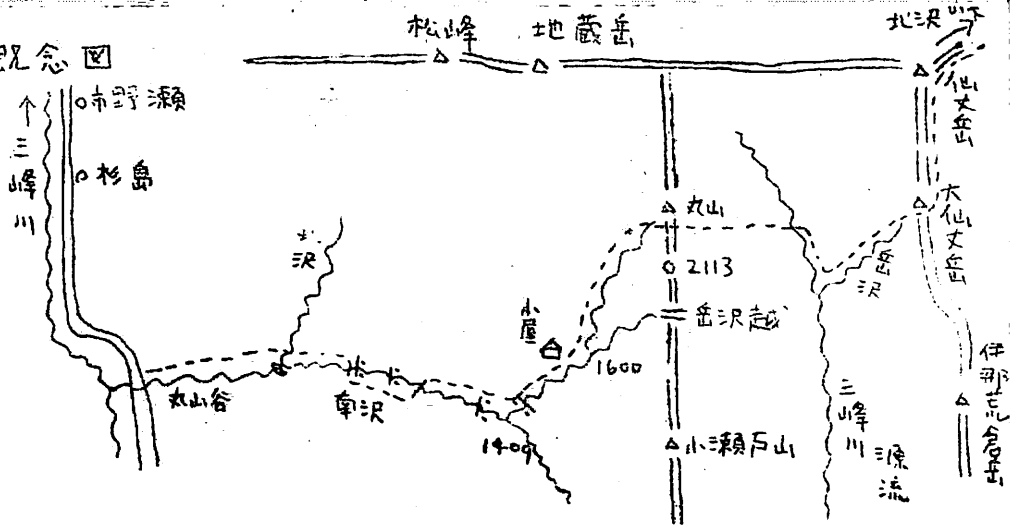 概念図
松峰
地蔵岳
北沢
仙丈岳
↑三峰川
市野瀬
杉島
北沢
丸山
大仙丈岳
2113
岳沢
岳沢越
小屋
1600
伊那荒倉岳
丸山谷
南沢
1400
小瀬戸山
三峰川
源流